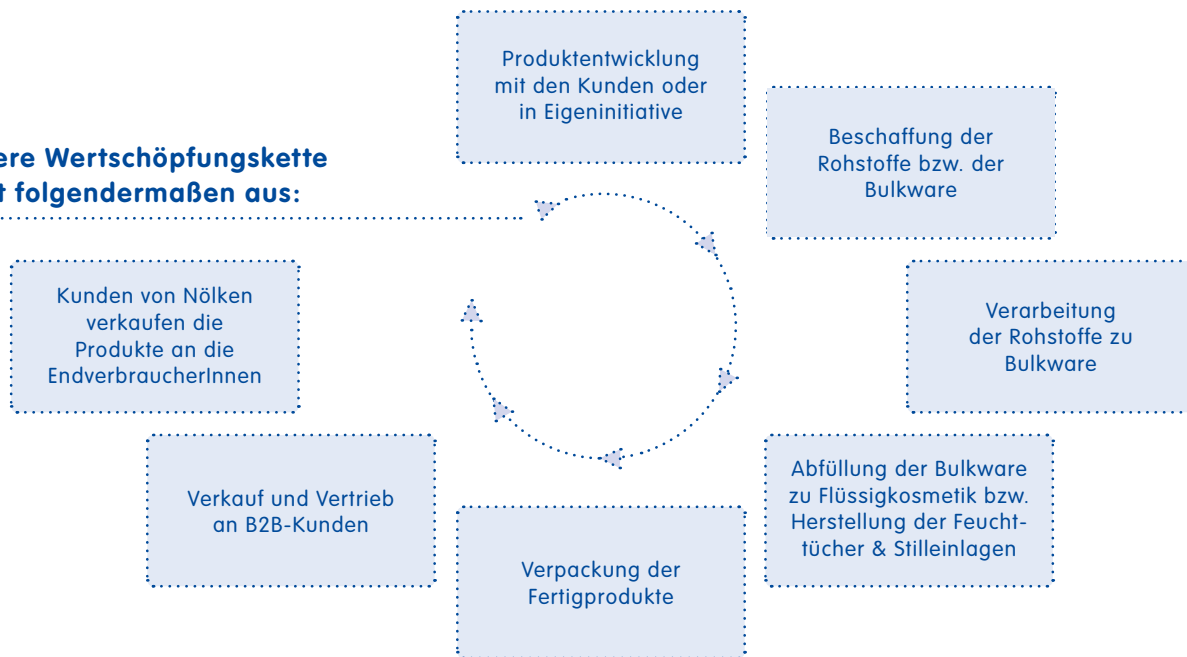 ere Wertschöpfungskette
t folgendermaßen aus:
Produktentwicklung
mit den Kunden oder
in Eigeninitiative
Beschaffung der
Rohstoffe bzw. der
Bulkware
Verarbeitung
der Rohstoffe zu
Bulkware
Abfüllung der Bulkware
zu Flüssigkosmetik bzw.
Herstellung der Feucht-
tücher & Stilleinlagen
Verpackung der
Fertigprodukte
Verkauf und Vertrieb
an B2B-Kunden
Kunden von Nölken
verkaufen die
Produkte an die
EndverbraucherInnen